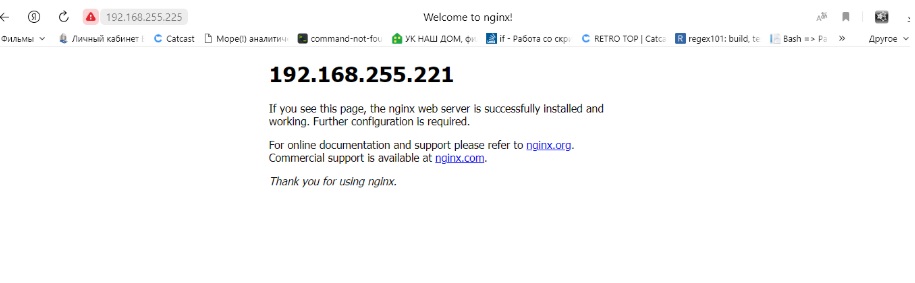 192.168.255.225
Welcome to nginx!
Фильмы
Личный кабинет
Catcast
Море(!) аналити
command-not-fou
УК НАШ ДОМ, фи
if - Работа со скр
RETRO TOP | Catca
regex101: build, te
Bash => Ра
»
Другое
192.168.255.221
If you see this page, the nginx web server is successfully installed and
working. Further configuration is required.
For online documentation and support please refer to nginx.org.
Commercial support is available at nginx.com.
Thank you for using nginx.